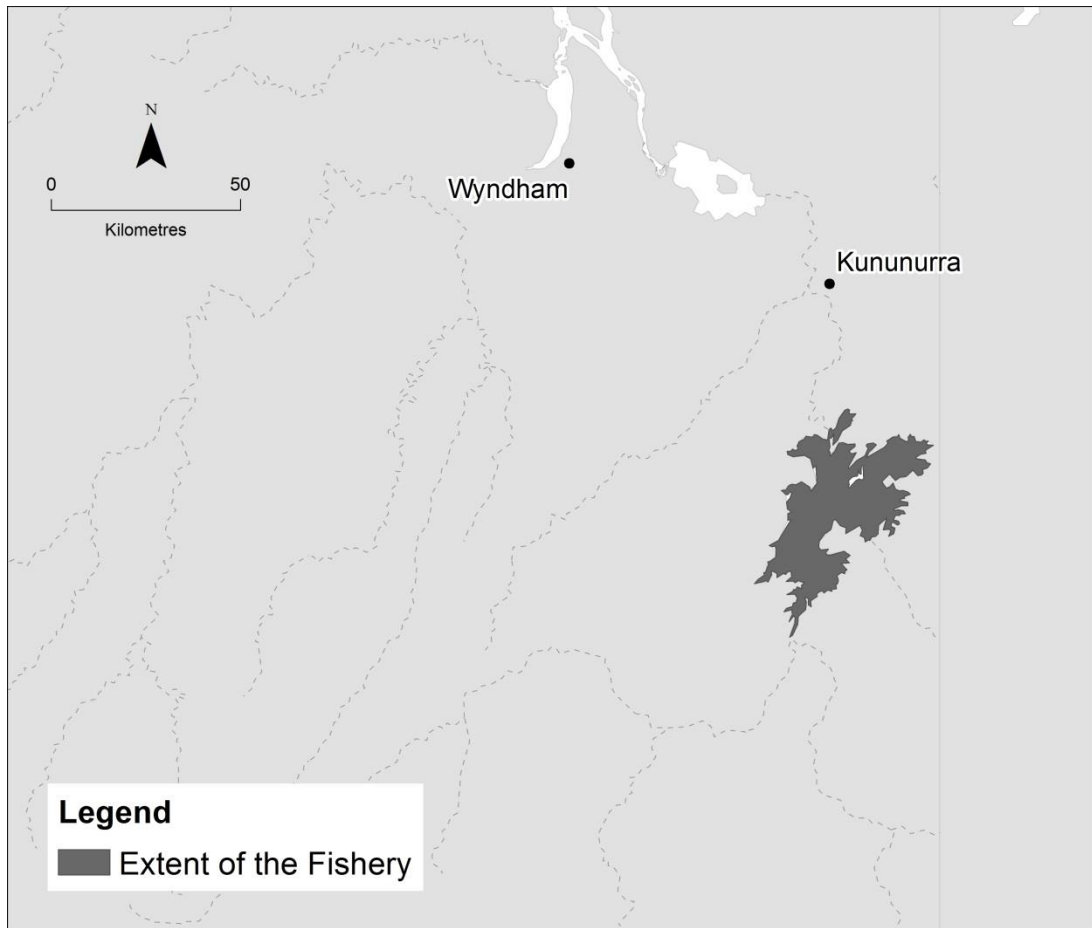 N
0 50
Kilometres
Wyndham
Kununurra
Legend
Extent of the Fishery